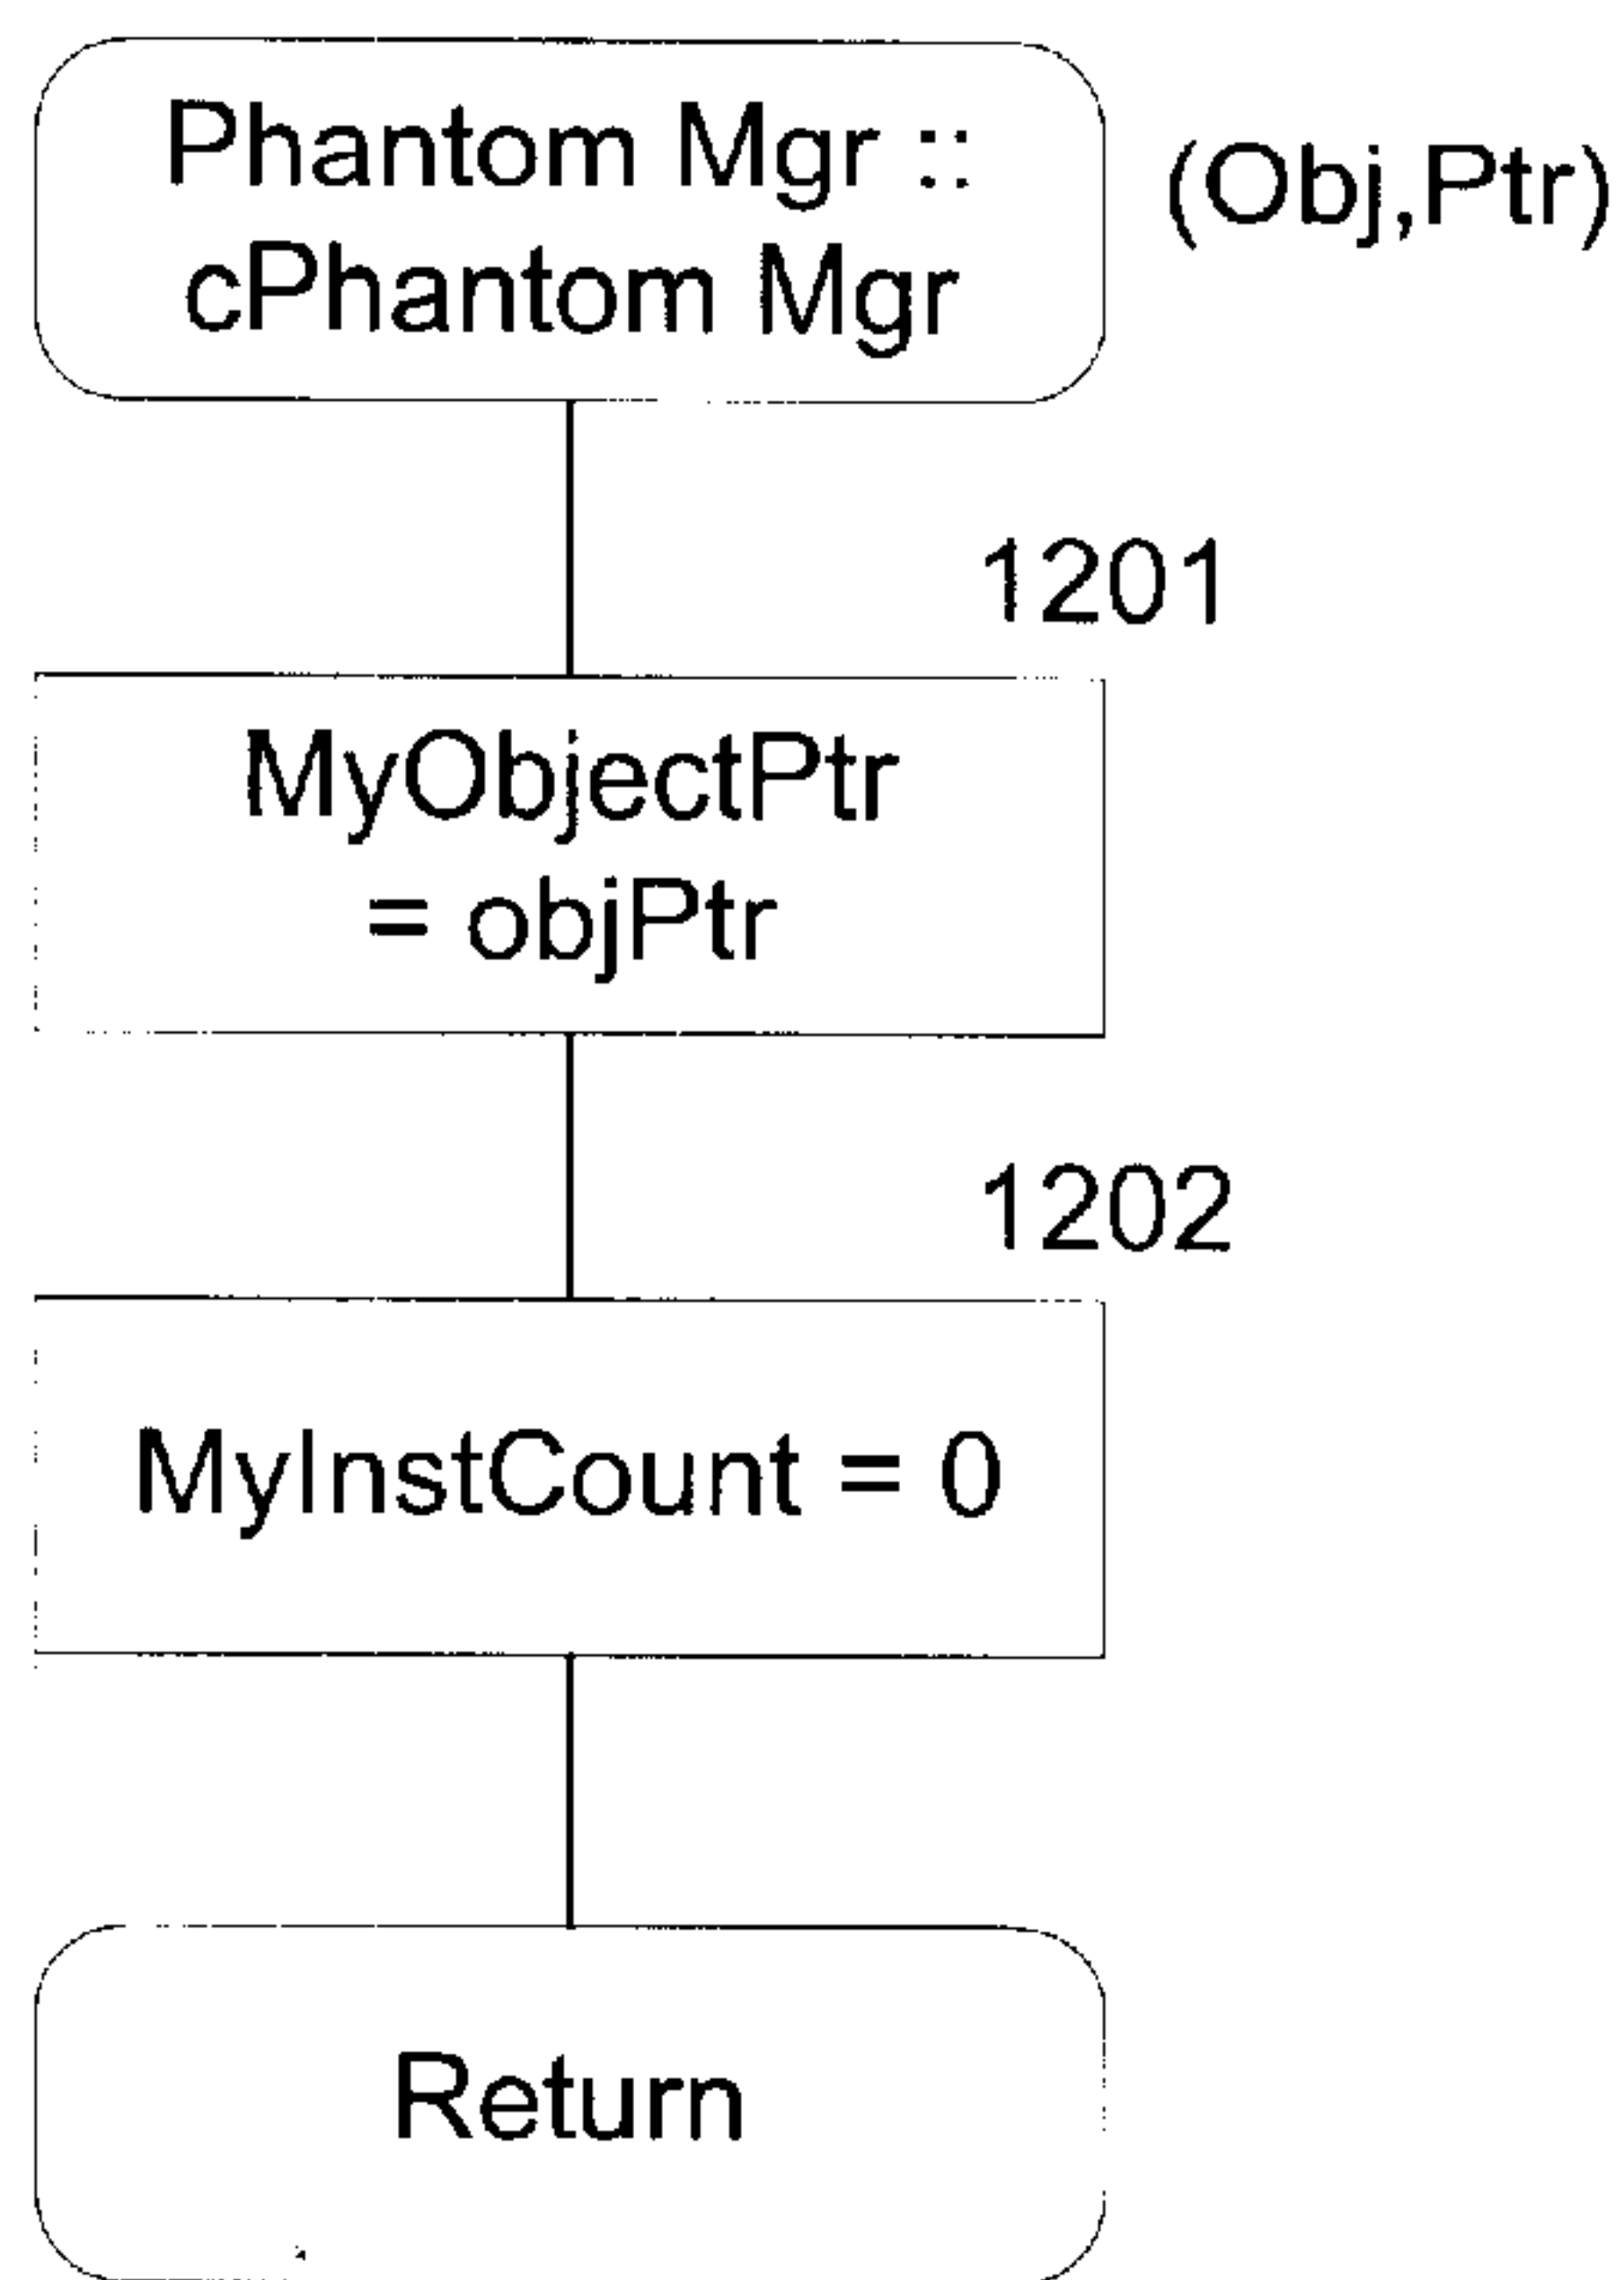 Phantom Mgr ::
cPhantom Mgr
(Obj,Ptr)
1201
MyObjectPtr
= objPtr
1202
MyInstCount = 0
Return